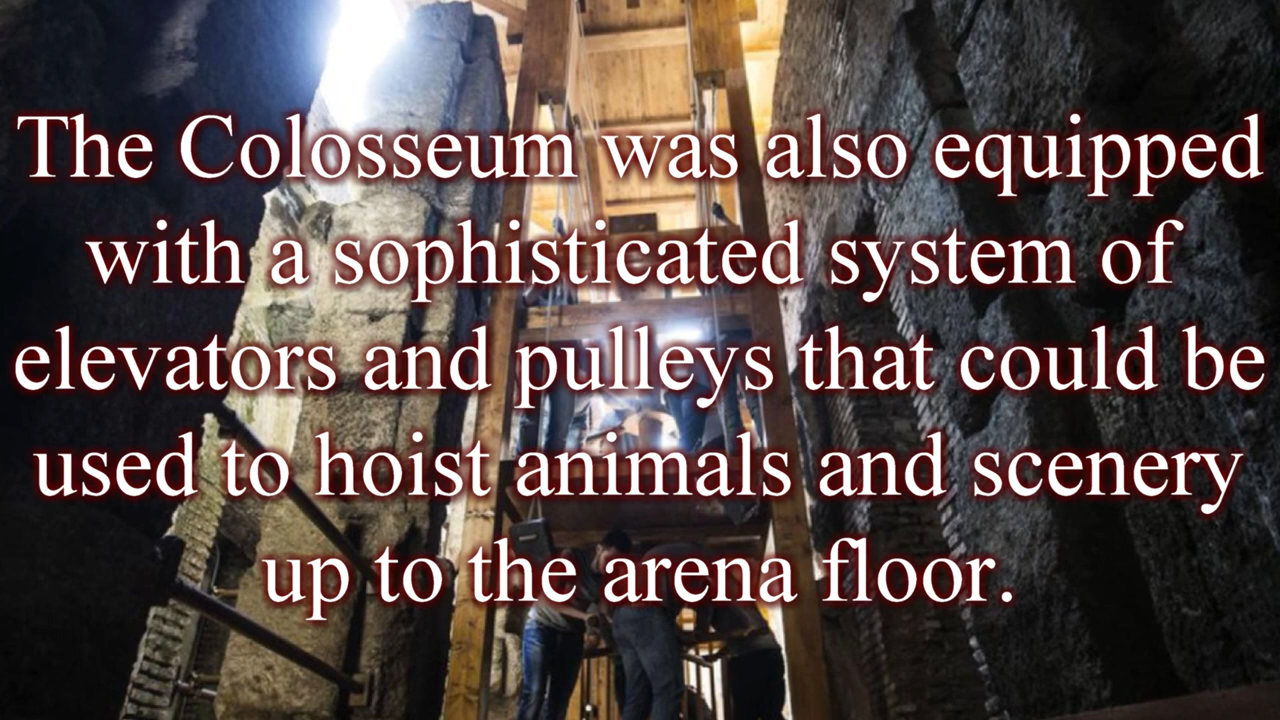 The Colosseum was also equipped
with a sophisticated system of
elevators and pulleys that could be
used to hoist animals and scenery
up to the arena floor.